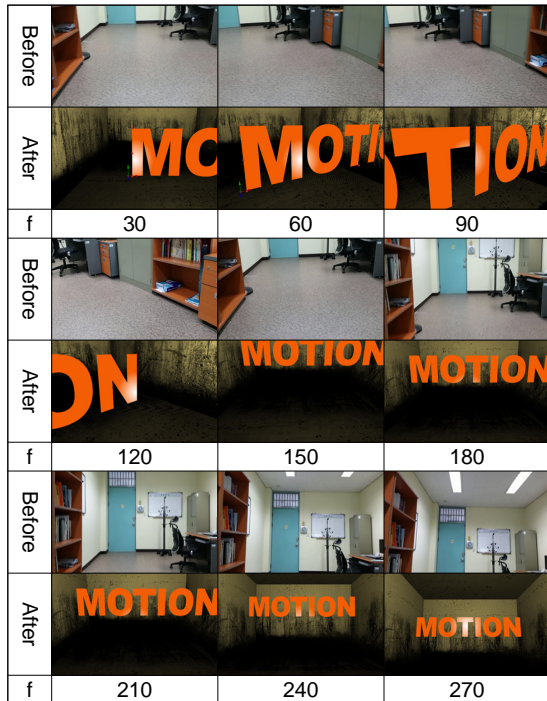 Before
After
MO
MOTI
OTION
f 30 60 90
Before
After
ON
MOTION
MOTION
f 120 150 180
Before
After
MOTION
MOTION
MOTION
f 210 240 270